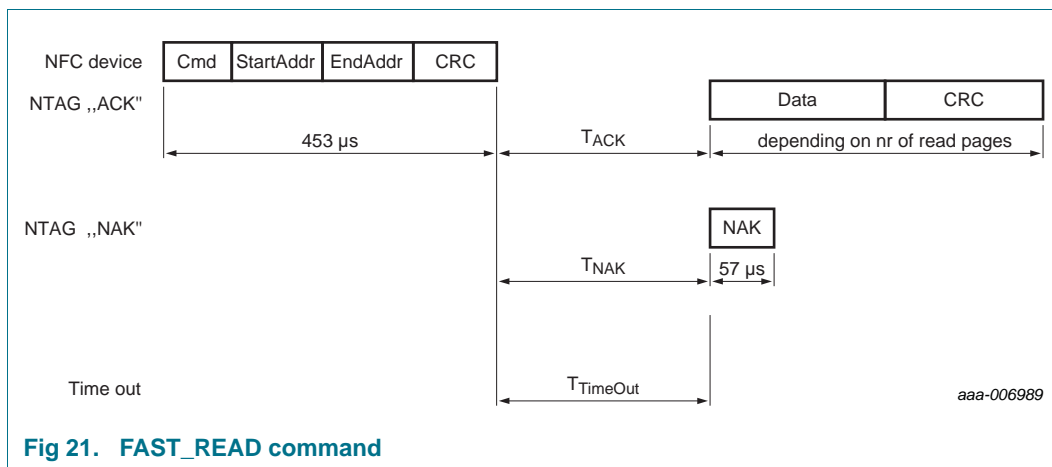 NFC device Cmd StartAddr EndAddr CRC
NTAG ,,ACK" Data CRC
453 µs TACK depending on nr of read pages
NTAG ,,NAK" NAK
TNAK 57 µs
Time out TTimeOut aaa-006989
Fig 21. FAST_READ command